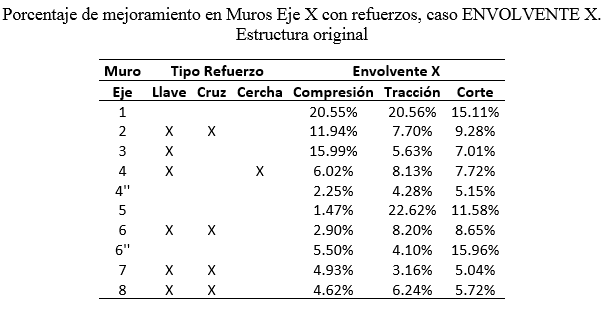 Porcentaje de mejoramiento en Muros Eje X con refuerzos, caso ENVOLVENTE X.
Estructura original
Muro Tipo Refuerzo Envolvente X
Eje Llave Cruz Cercha Compresión Tracción Corte
1 20.55% 20.56% 15.11%
2 X X 11.94% 7.70% 9.28%
3 X 15.99% 5.63% 7.01%
4 X X 6.02% 8.13% 7.72%
4" 2.25% 4.28% 5.15%
5 1.47% 22.62% 11.58%
6 X X 2.90% 8.20% 8.65%
6" 5.50% 4.10% 15.96%
7 X X 4.93% 3.16% 5.04%
8 X X 4.62% 6.24% 5.72%